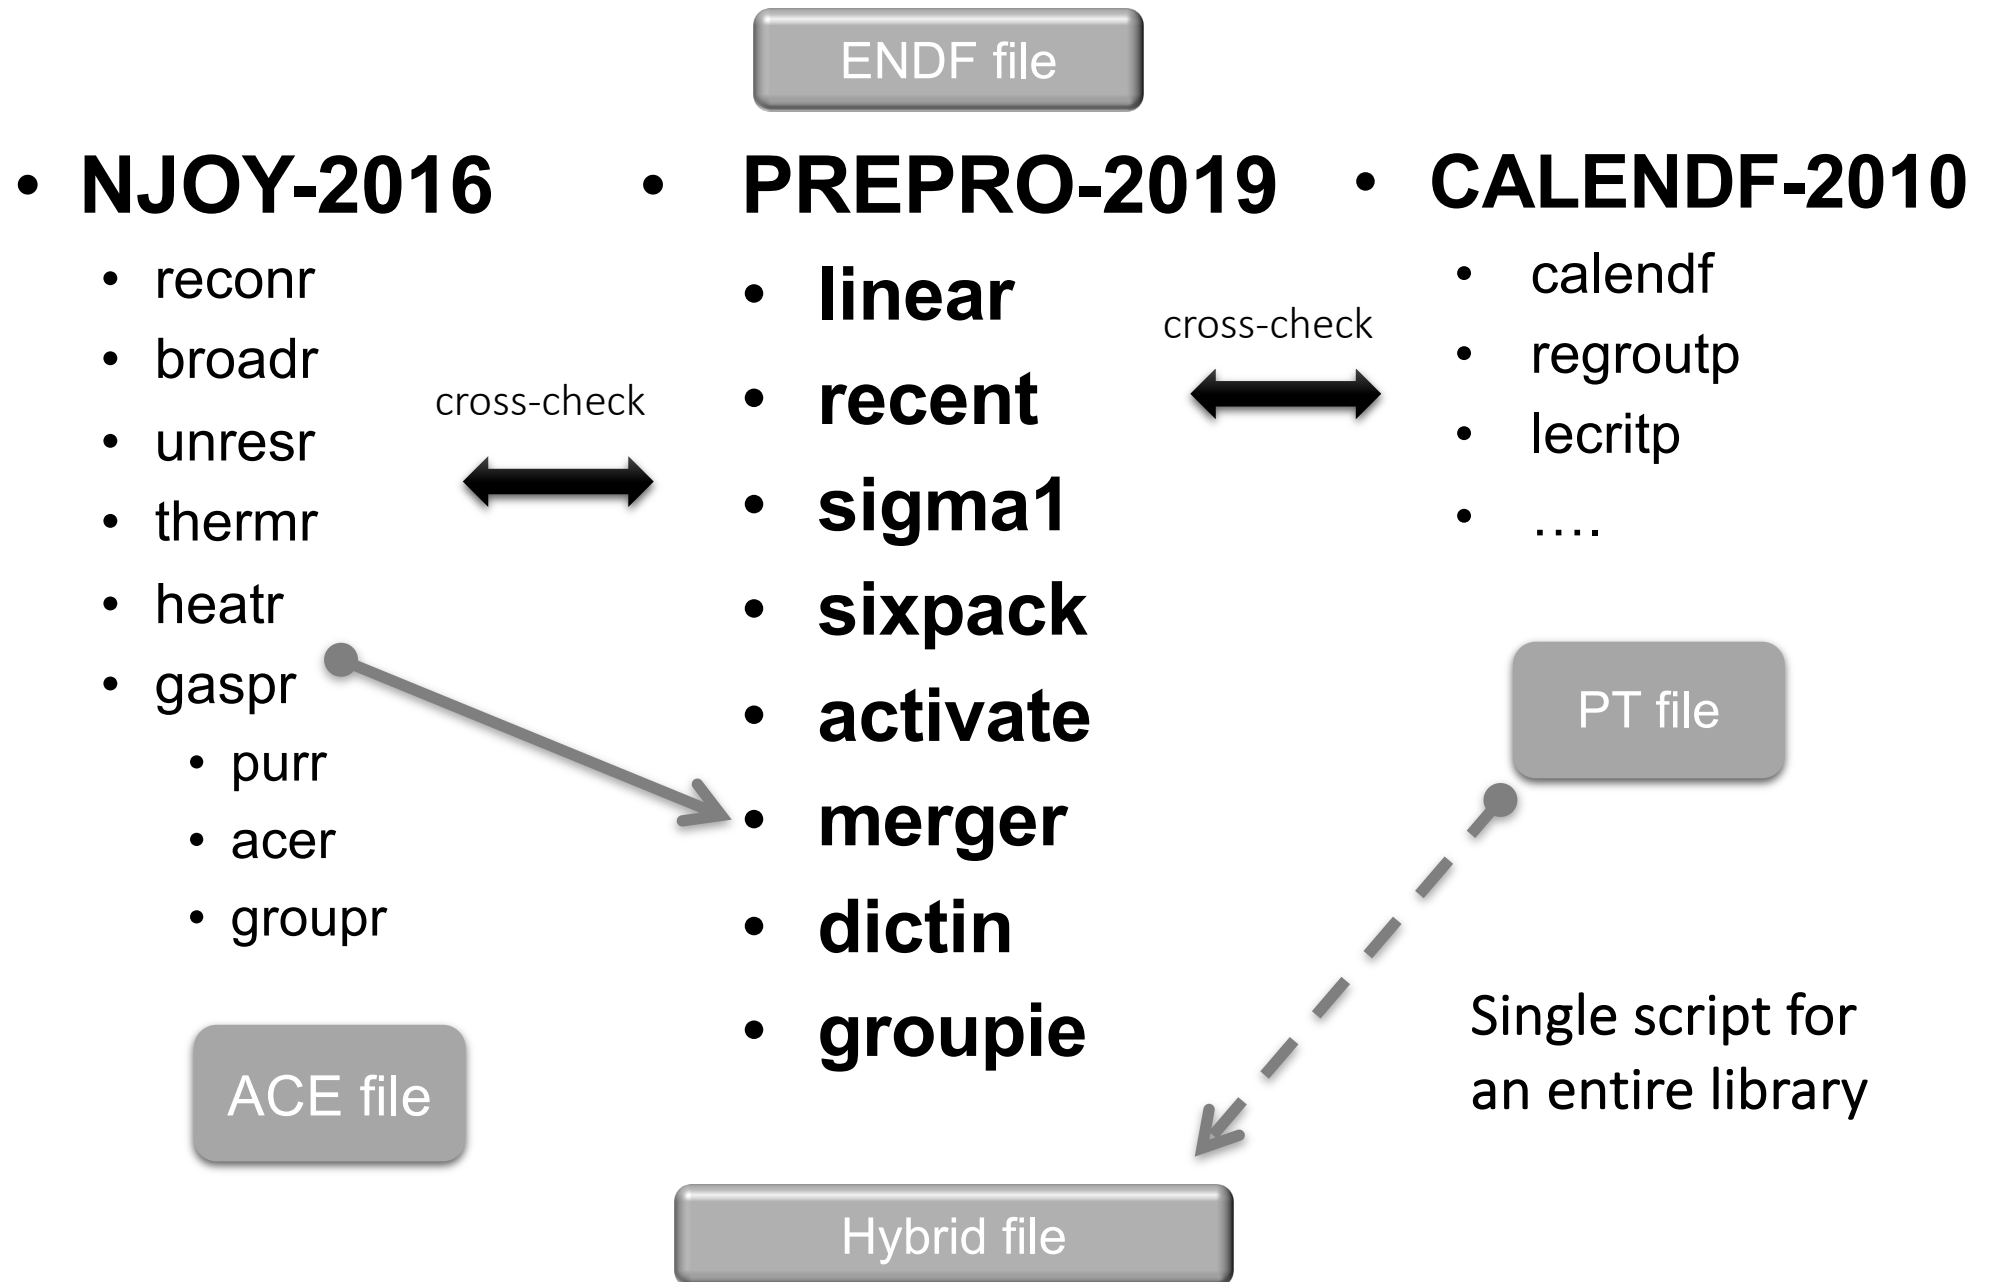 ENDF file
• NJOY-2016
• reconr
• broadr
• unresr
• thermr
• heatr
• gaspr
• purr
• acer
• groupr
ACE file
cross-check
• PREPRO-2019
• linear
• recent
• sigma1
• sixpack
• activate
• merger
• dictin
• groupie
Hybrid file
cross-check
• CALENDF-2010
• calendf
• regroutp
• lecritp
• ....
PT file
Single script for
an entire library